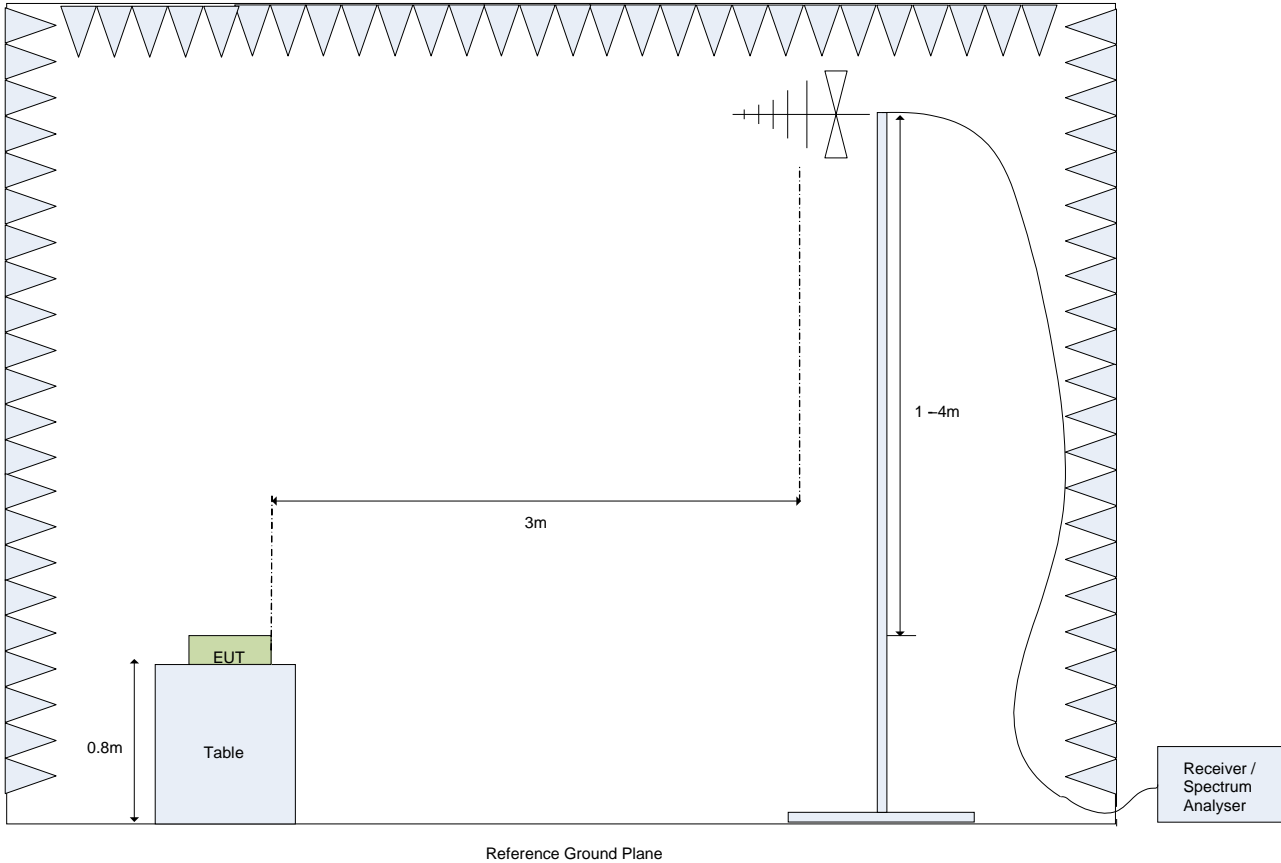 1 –4m
3m
EUT
0.8m
Table
Receiver /
Spectrum
Analyser
Reference Ground Plane